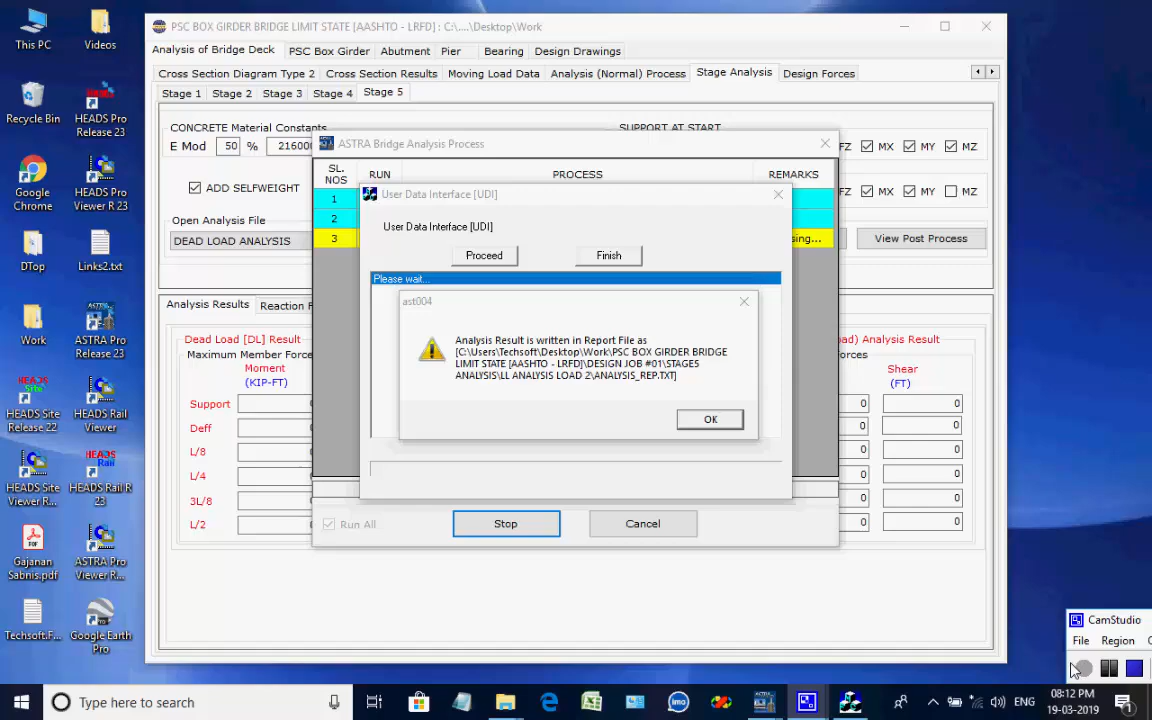 This PC
Videos
Recycle Bin
HEADS Pro
Release 23
Google
Chrome
HEADS Pro
Viewer R 23
DTop
Links2.txt
Work
ASTRA Pro
Release 23
HEADS Site
Release 22
HEADS Rail
Viewer
HEADS Site
Viewer R...
HEADS Rail R
23
Gajanan
Sabnis.pdf
ASTRA Pro
Viewer R...
Techsoft.F...
Google Earth
Pro
PSC BOX GIRDER BRIDGE LIMIT STATE [AASHTO - LRFD] : C:\....\Desktop\Work
Analysis of Bridge Deck
PSC Box Girder
Abutment
Pier
Bearing
Design Drawings
Cross Section Diagram Type 2
Cross Section Results
Moving Load Data
Analysis (Normal) Process
Stage Analysis
Design Forces
Stage 1
Stage 2
Stage 3
Stage 4
Stage 5
CONCRETE Material Constants
SUPPORT AT START
E Mod
50
%
216000
FZ
MX
MY
MZ
ADD SELFWEIGHT
FZ
MX
MY
MZ
Open Analysis File
DEAD LOAD ANALYSIS
View Post Process
ASTRA Bridge Analysis Process
SL.
NOS
RUN
PROCESS
REMARKS
1
2
3
sing...
User Data Interface [UDI]
User Data Interface [UDI]
Proceed
Finish
Please wait...
ast004
Analysis Result is written in Report File as
[C:\Users\Techsoft\Desktop\Work\PSC BOX GIRDER BRIDGE
LIMIT STATE [AASHTO - LRFD]\DESIGN JOB #01\STAGE5
ANALYSIS\LL ANALYSIS LOAD 2\ANALYSIS_REP.TXT]
OK
Run All
Stop
Cancel
Analysis Results
Reaction F
Dead Load [DL] Result
Maximum Member Force
Moment
(KIP-FT)
Support
Deff
L/8
L/4
3L/8
L/2
oad) Analysis Result
orces
Shear
(FT)
0
0
0
0
0
0
0
0
0
0
0
0
CamStudio
File
Region
Type here to search
imo
ENG
08:12 PM
19-03-2019
1